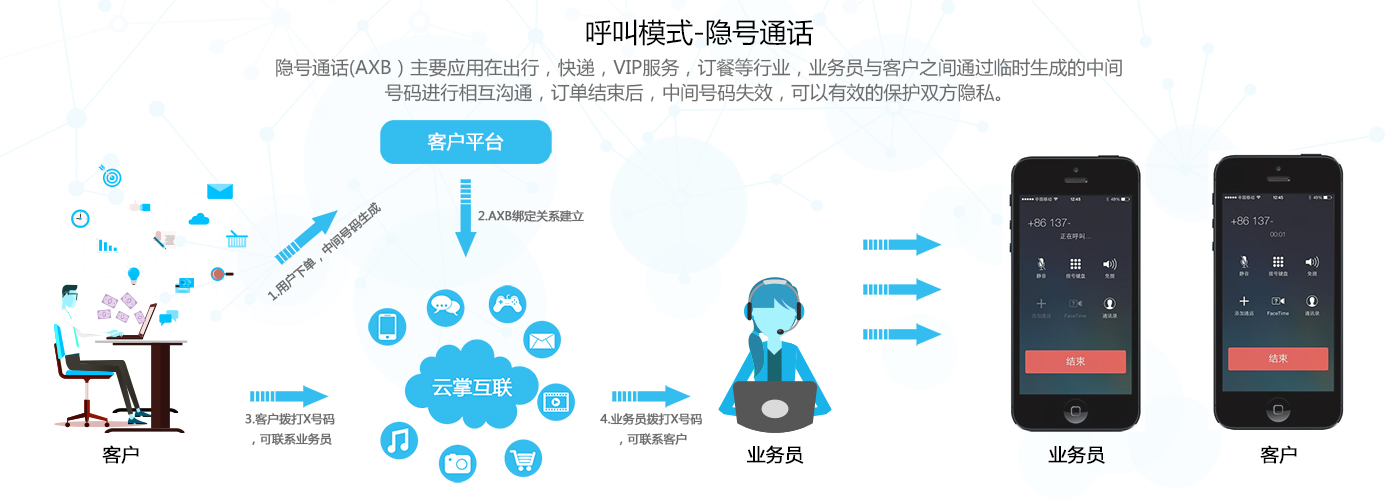 呼叫模式-隐号通话
隐号通话(AXB）主要应用在出行，快递，VIP服务，订餐等行业，业务员与客户之间通过临时生成的中间
号码进行相互沟通，订单结束后，中间号码失效，可以有效的保护双方隐私。
客户平台
1.用户下单，中间号码生成
2.AXB绑定关系建立
云掌互联
3.客户拨打X号码
，可联系业务员
4.业务员拨打X号码
，可联系客户
客户
业务员
12:45
49%
+86 137-
正在呼叫...
静音
拨号键盘
免提
添加通话
FaceTime
通讯录
结束
业务员
12:45
49%
+86 137-
00:01
静音
拨号键盘
免提
添加通话
FaceTime
通讯录
结束
客户